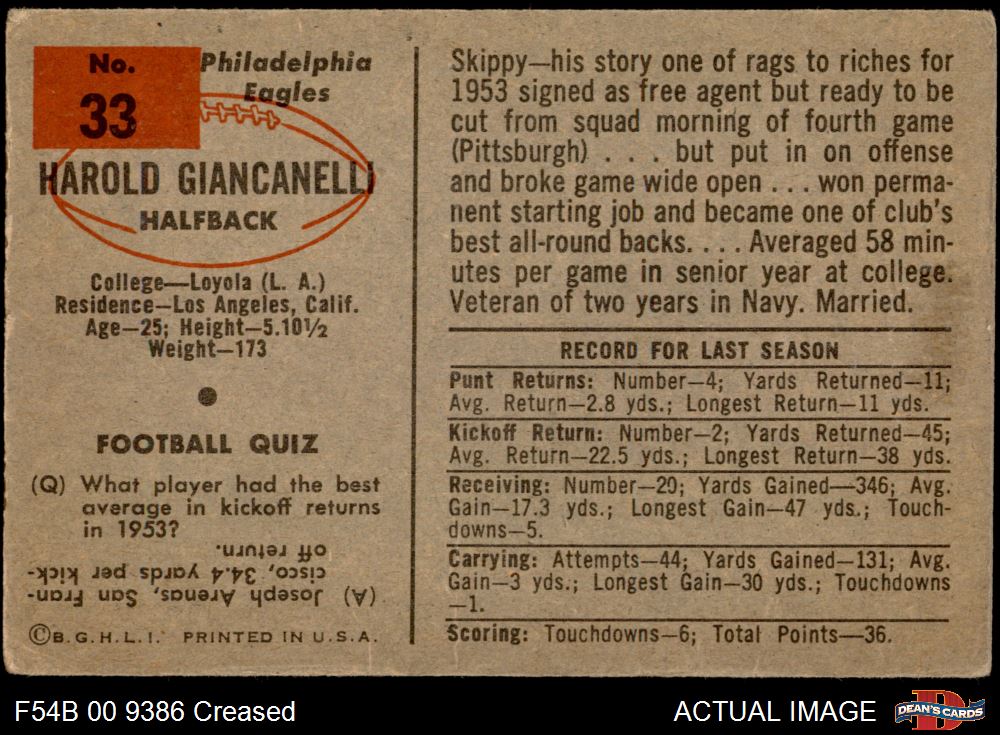 No.
33
Philadelphia
Eagles
HAROLD GIANCANELLI
HALFBACK
College—Loyola (L. A.)
Residence—Los Angeles, Calif.
Age—25; Height—5.10½
Weight—173
FOOTBALL QUIZ
(Q) What player had the best
average in kickoff returns
in 1953?
(A) Joseph Arenas, San Fran-
cisco, 34.4 yards per kick-
off return.
©B.G.H.L.I. PRINTED IN U.S.A.
Skippy—his story one of rags to riches for
1953 signed as free agent but ready to be
cut from squad morning of fourth game
(Pittsburgh) . . . but put in on offense
and broke game wide open . . . won perma-
nent starting job and became one of club's
best all-round backs. . . . Averaged 58 min-
utes per game in senior year at college.
Veteran of two years in Navy. Married.
RECORD FOR LAST SEASON
Punt Returns: Number—4; Yards Returned—11;
Avg. Return—2.8 yds.; Longest Return—11 yds.
Kickoff Return: Number—2; Yards Returned—45;
Avg. Return—22.5 yds.; Longest Return—38 yds.
Receiving: Number—20; Yards Gained—346; Avg.
Gain—17.3 yds.; Longest Gain—47 yds.; Touch-
downs—5.
Carrying: Attempts—44; Yards Gained—131; Avg.
Gain—3 yds.; Longest Gain—30 yds.; Touchdowns
—1.
Scoring: Touchdowns—6; Total Points—36.
F54B 00 9386 Creased
ACTUAL IMAGE
D
DEAN'S CARDS